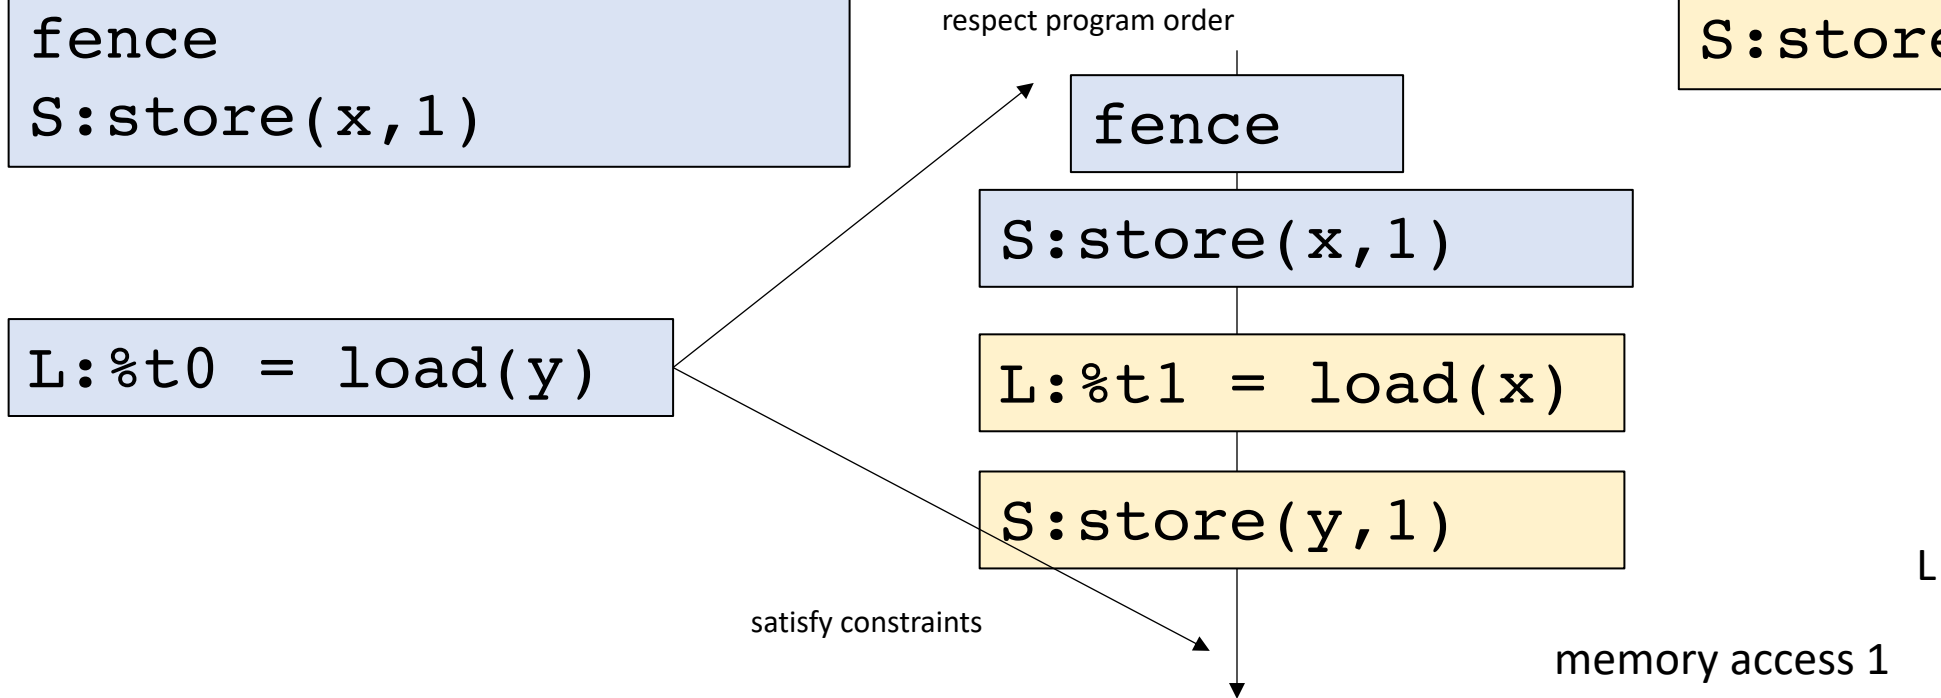 fence
S:store(x,1)
L:%t0 = load(y)
respect program order
fence
S:store(x,1)
L:%t1 = load(x)
S:store(y,1)
satisfy constraints
S:store
L
memory access 1